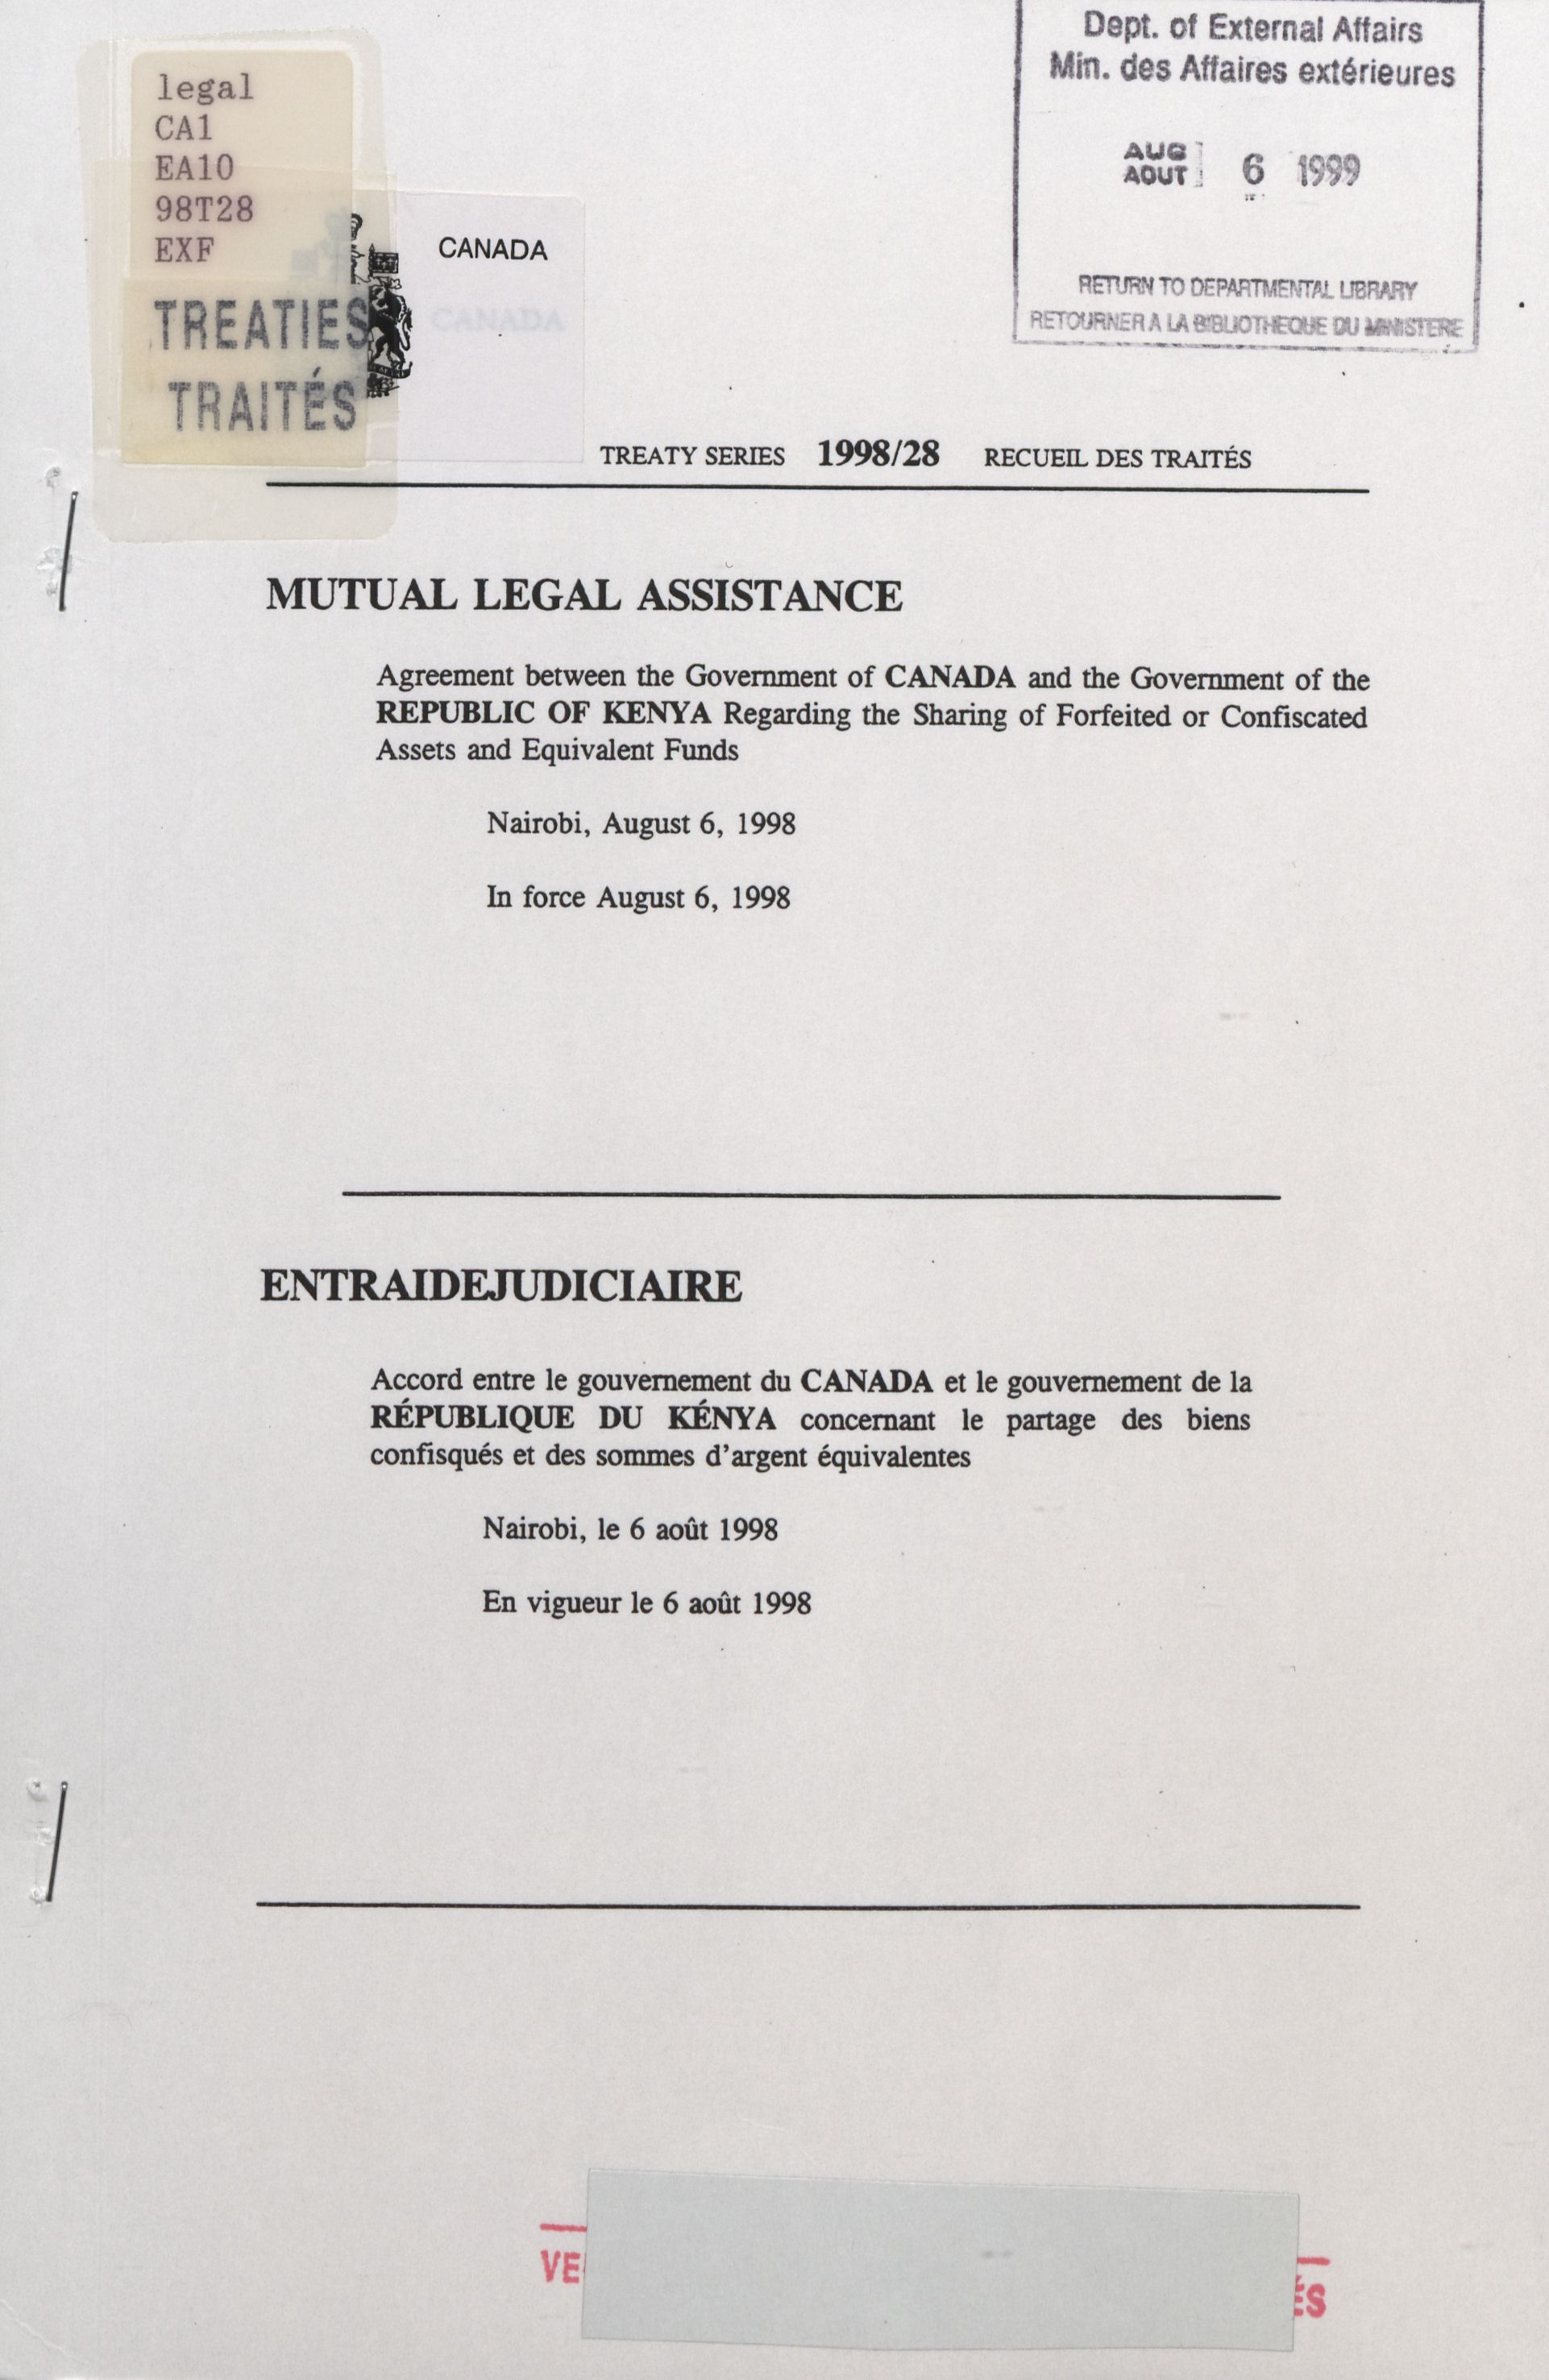 legal
CA1
EA10
98T28
EXF
TREATIES
TRAITÉS
CANADA
CANADA
Dept. of External Affairs
Min. des Affaires extérieures
AUG
AOUT
6 1999
RETURN TO DEPARTMENTAL LIBRARY
RETOURNER A LA BIBLIOTHEQUE DU MINISTERE
TREATY SERIES 1998/28 RECUEIL DES TRAITÉS
MUTUAL LEGAL ASSISTANCE
Agreement between the Government of CANADA and the Government of the
REPUBLIC OF KENYA Regarding the Sharing of Forfeited or Confiscated
Assets and Equivalent Funds
Nairobi, August 6, 1998
In force August 6, 1998
ENTRAIDEJUDICIAIRE
Accord entre le gouvernement du CANADA et le gouvernement de la
RÉPUBLIQUE DU KÉNYA concernant le partage des biens
confisqués et des sommes d'argent équivalentes
Nairobi, le 6 août 1998
En vigueur le 6 août 1998
VE
ÉS